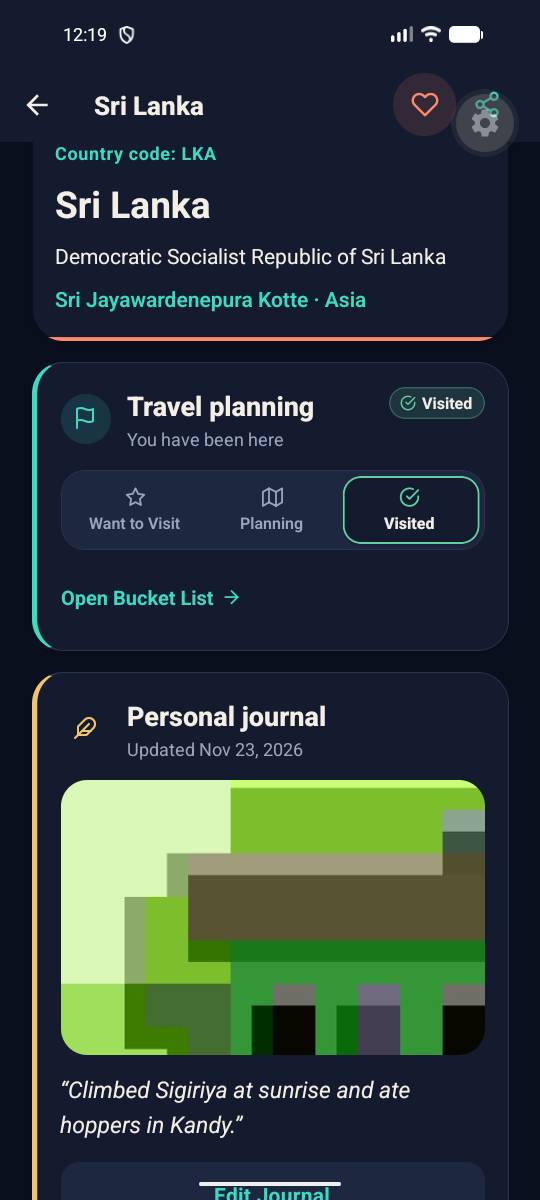 12:19
Sri Lanka
Country code: LKA
Sri Lanka
Democratic Socialist Republic of Sri Lanka
Sri Jayawardenepura Kotte · Asia
Travel planning
Visited
You have been here
Want to Visit
Planning
Visited
Open Bucket List
Personal journal
Updated Nov 23, 2026
“Climbed Sigiriya at sunrise and ate
hoppers in Kandy.”
Edit Journal